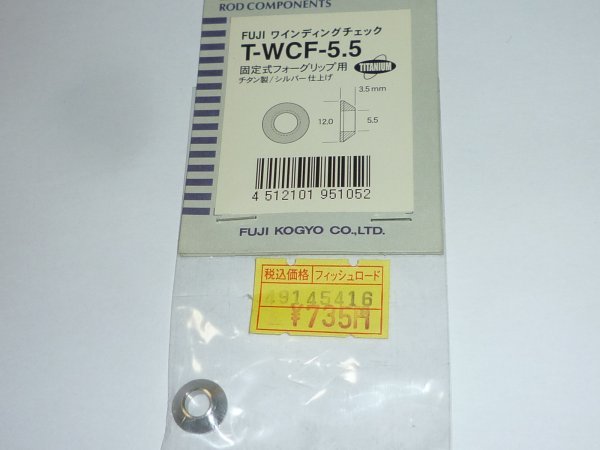 ROD COMPONENTS
FUJI ワインディングチェック
T-WCF-5.5
固定式フォーグリップ用
チタン製/シルバー仕上げ
TITANIUM
3.5mm
12.0
5.5
4 512101 951052
FUJI KOGYO CO.,LTD.
税込価格 フィッシュロード
49145416
¥735円